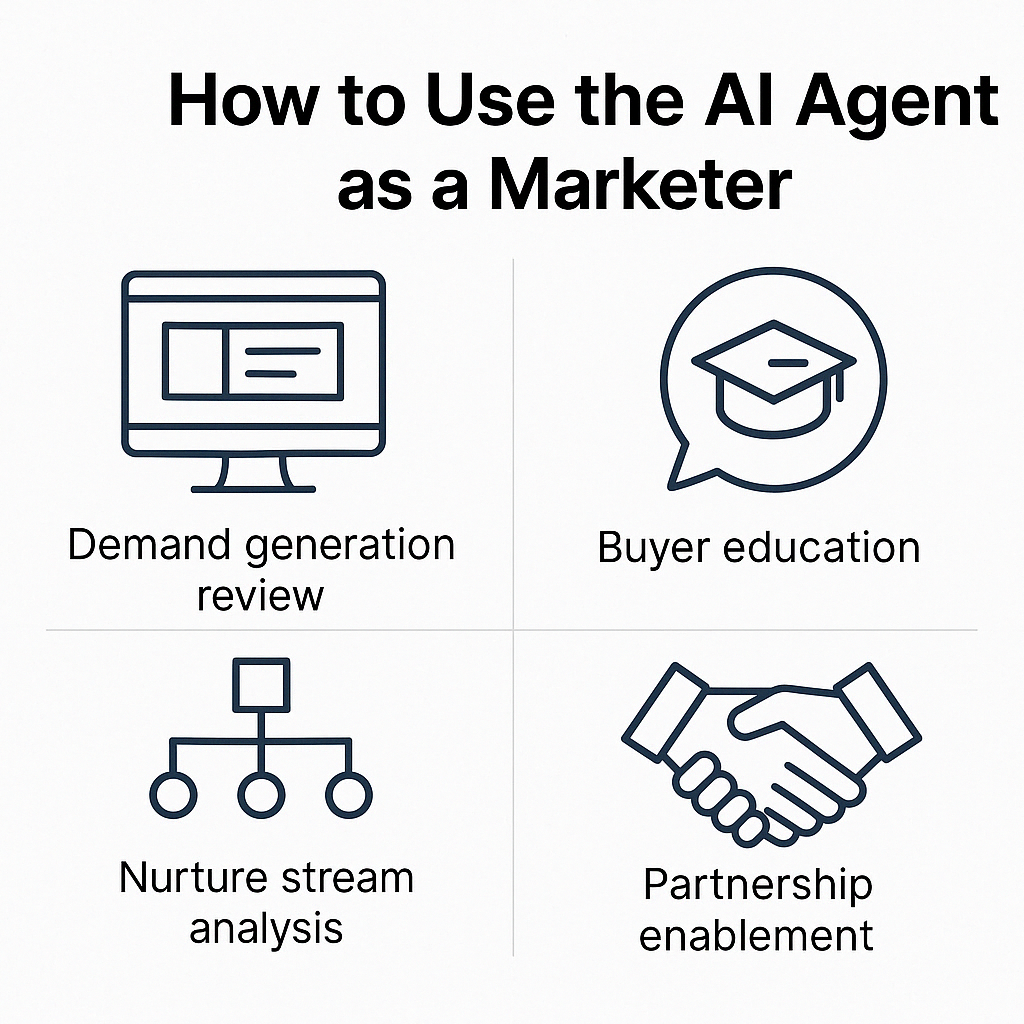 How to Use the AI Agent
as a Marketer
Demand generation
review
Buyer education
Nurture stream
analysis
Partnership
enablement